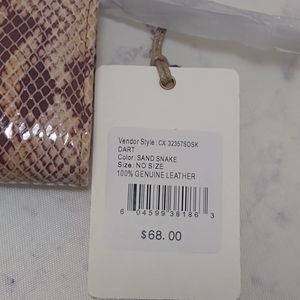 Vendor Style: CX-32357SDSK
DART
Color: SAND SNAKE
Size: NO SIZE
100% GENUINE LEATHER
6 04599 38186 3
$68.00